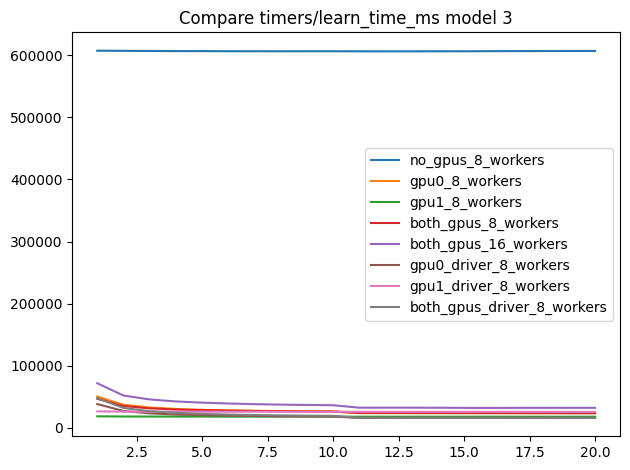 Compare timers/learn_time_ms model 3
600000
500000
400000
300000
200000
100000
0
no_gpus_8_workers
gpu0_8_workers
gpu1_8_workers
both_gpus_8_workers
both_gpus_16_workers
gpu0_driver_8_workers
gpu1_driver_8_workers
both_gpus_driver_8_workers
2.5 5.0 7.5 10.0 12.5 15.0 17.5 20.0